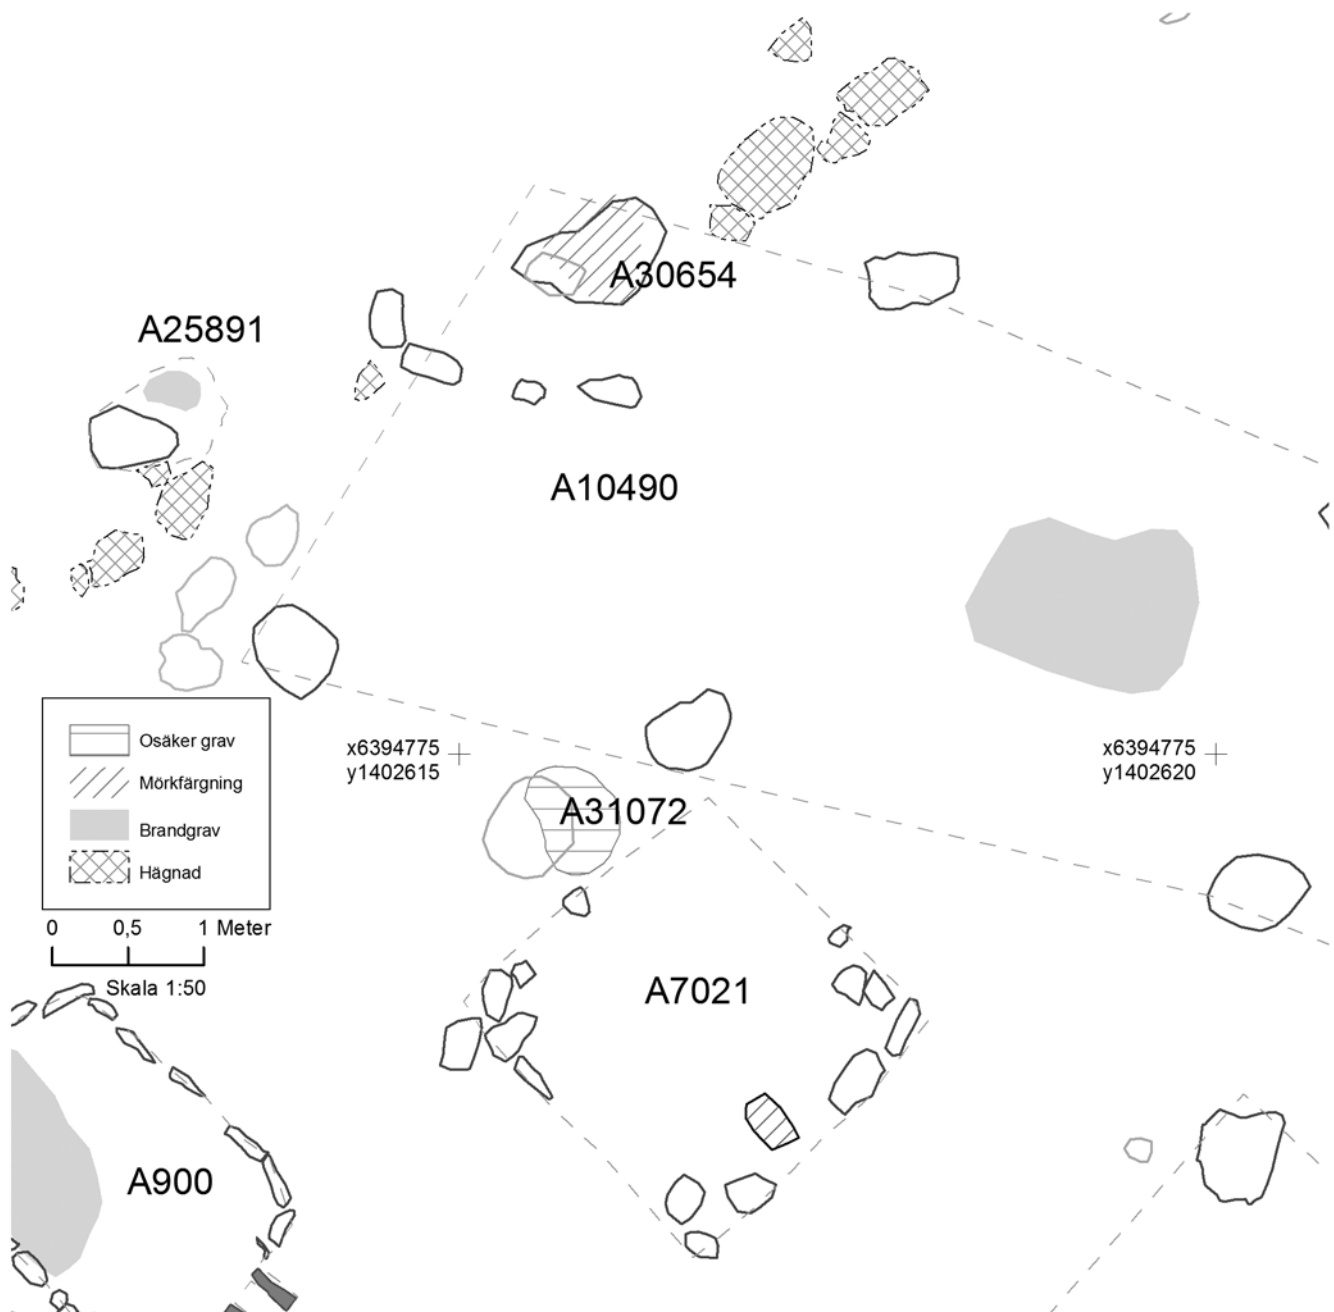 A30654
A25891
A10490
Osäker grav
Mörkfärgning
Brandgrav
Hägnad
x6394775
y1402615
x6394775
y1402620
A31072
0 0,5 1 Meter
Skala 1:50
A7021
A900